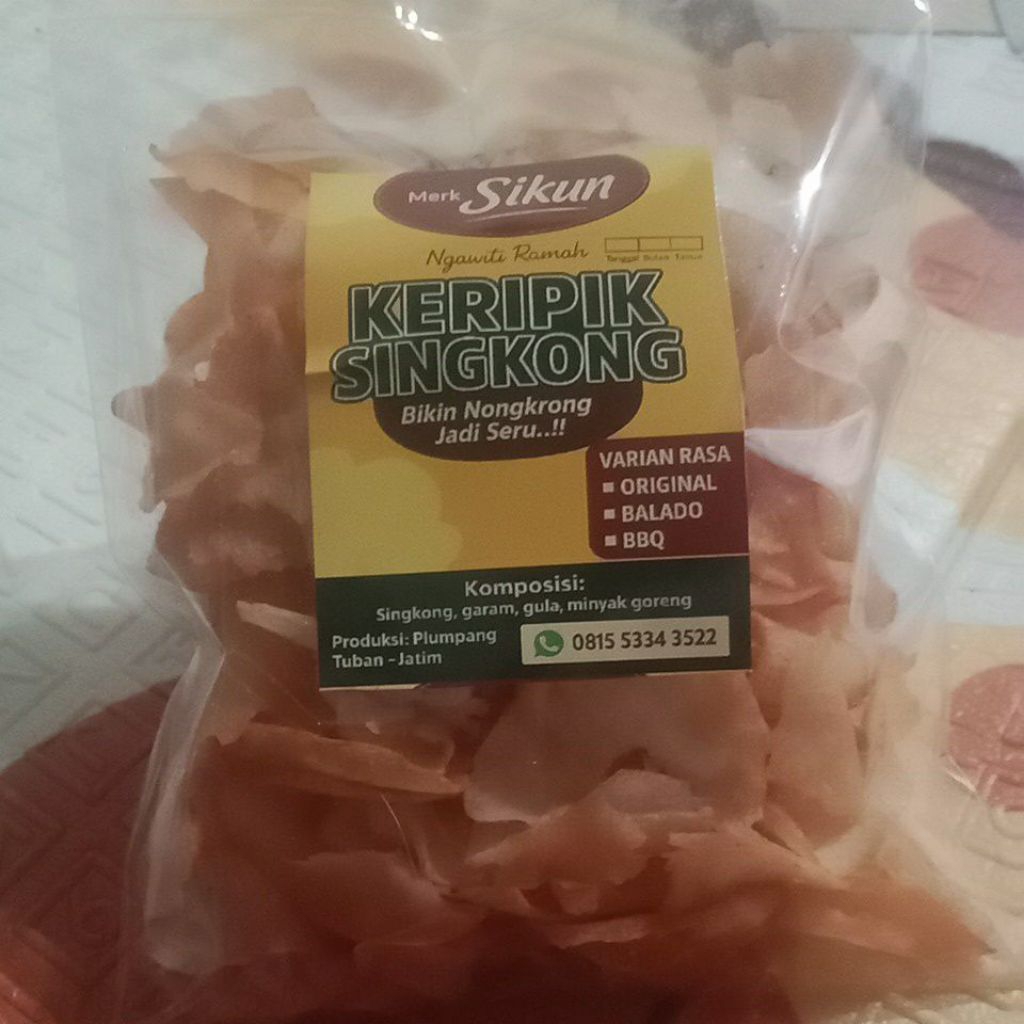 Merk Sikun
Ngawiti Ramah
Tanggal Bulan Tahun
KERIPIK
SINGKONG
Bikin Nongkrong
Jadi Seru..!!
VARIAN RASA
▪ ORIGINAL
▪ BALADO
▪ BBQ
Komposisi:
Singkong, garam, gula, minyak goreng
Produksi: Plumpang
Tuban - Jatim
0815 5334 3522